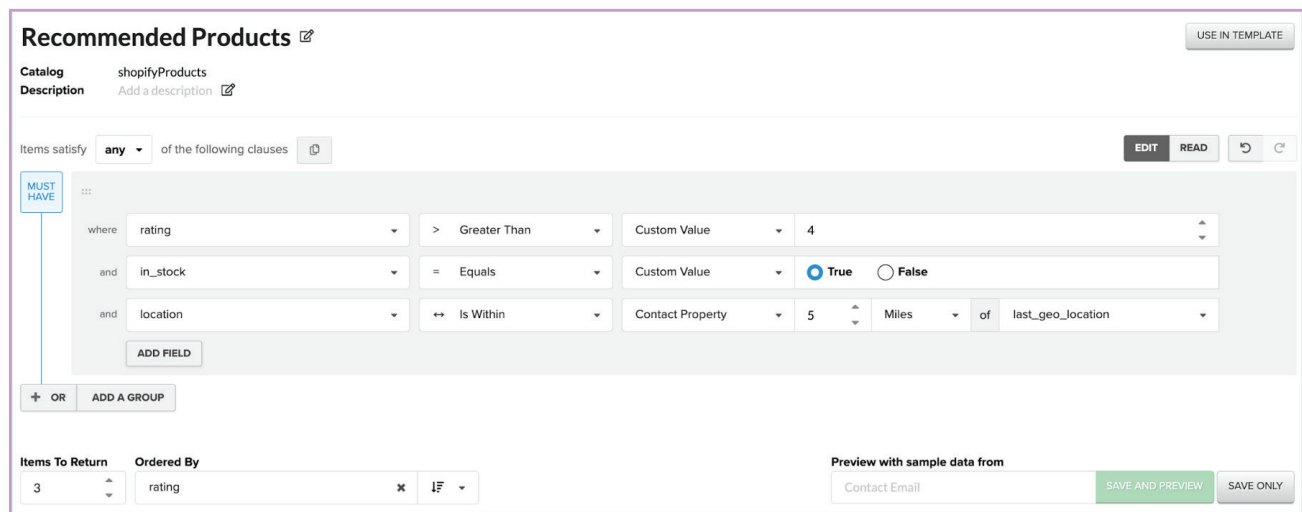 Recommended Products
USE IN TEMPLATE
Catalog shopifyProducts
Description Add a description
Items satisfy any of the following clauses
EDIT READ
MUST HAVE
where rating > Greater Than Custom Value 4
and in_stock = Equals Custom Value True False
and location ↔ Is Within Contact Property 5 Miles of last_geo_location
ADD FIELD
+ OR ADD A GROUP
Items To Return Ordered By Preview with sample data from
3 rating Contact Email SAVE AND PREVIEW SAVE ONLY